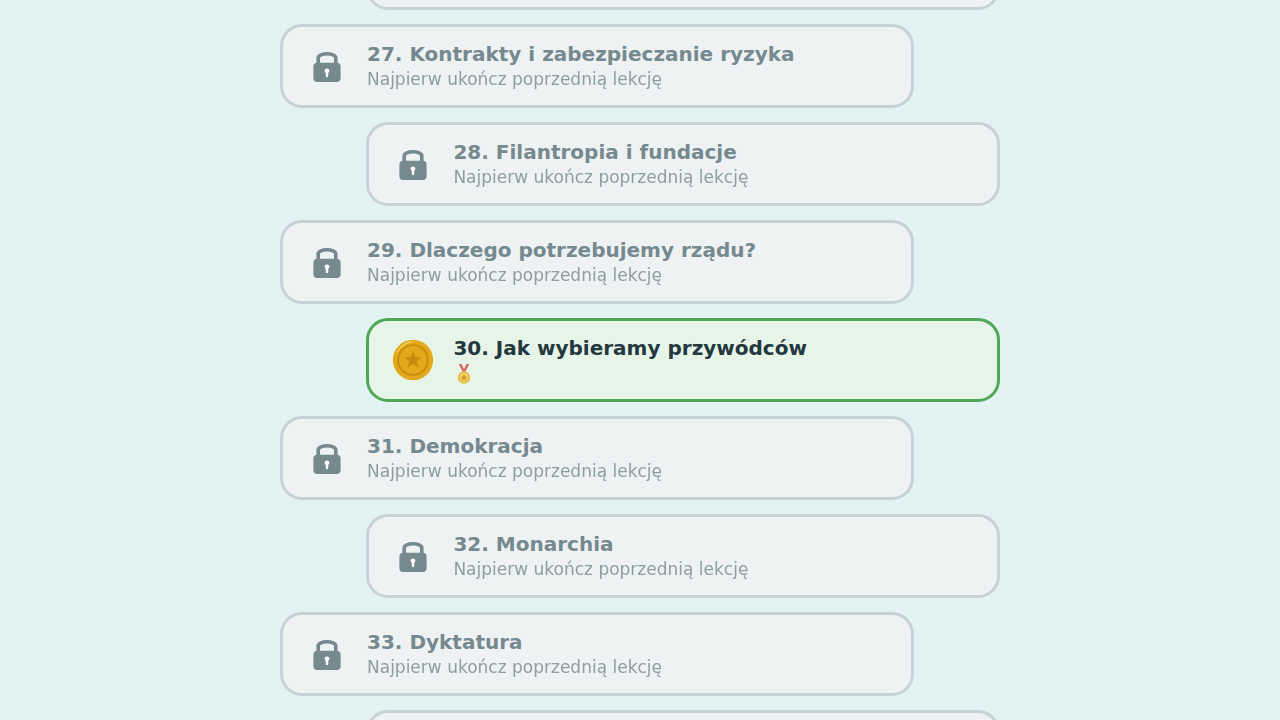 27. Kontrakty i zabezpieczanie ryzyka
Najpierw ukończ poprzednią lekcję
28. Filantropia i fundacje
Najpierw ukończ poprzednią lekcję
29. Dlaczego potrzebujemy rządu?
Najpierw ukończ poprzednią lekcję
30. Jak wybieramy przywódców
31. Demokracja
Najpierw ukończ poprzednią lekcję
32. Monarchia
Najpierw ukończ poprzednią lekcję
33. Dyktatura
Najpierw ukończ poprzednią lekcję